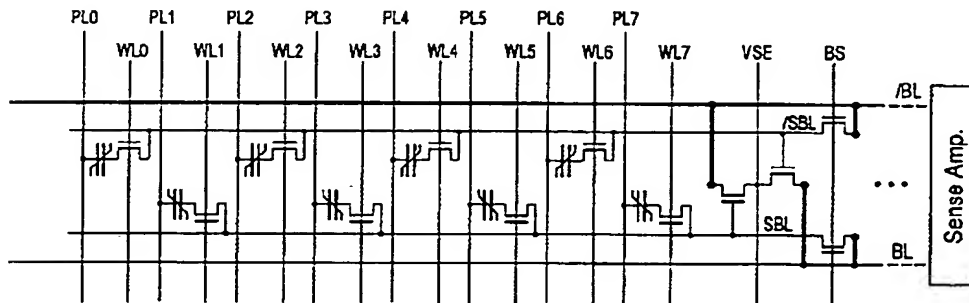 PL0 PL1 PL2 PL3 PL4 PL5 PL6 PL7
WL0 WL1 WL2 WL3 WL4 WL5 WL6 WL7 VSE BS
/BL
/SBL
SBL
BL
Sense Amp.